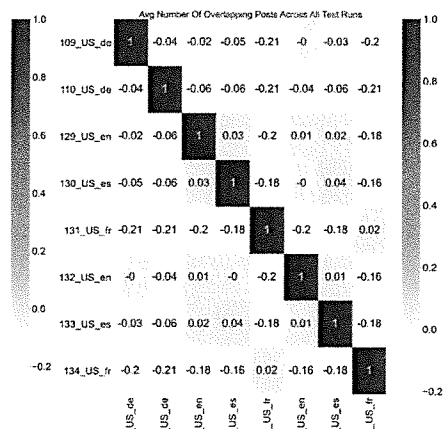 Avg Number Of Overlapping Posts Across All Test Runs
1.0 1.0
109_US_de 1 -0.04 -0.02 -0.05 -0.21 -0 -0.03 -0.2
0.8 0.8
110_US_de -0.04 1 -0.06 -0.06 -0.21 -0.04 -0.06 -0.21
129_US_en -0.02 -0.06 1 0.03 -0.2 0.01 0.02 -0.18
0.6 0.6
130_US_es -0.05 -0.06 0.03 1 -0.18 -0 0.04 -0.16
0.4 0.4
131_US_fr -0.21 -0.21 -0.2 -0.18 1 -0.2 -0.18 0.02
0.2 0.2
132_US_en -0 -0.04 0.01 -0 -0.2 1 0.01 -0.16
0.0 0.0
133_US_es -0.03 -0.06 0.02 0.04 -0.18 0.01 1 -0.18
-0.2 -0.2
134_US_fr -0.2 -0.21 -0.18 -0.16 0.02 -0.16 -0.18 1
_US_de _US_de _US_en _US_es _US_fr _US_en _US_es _US_fr